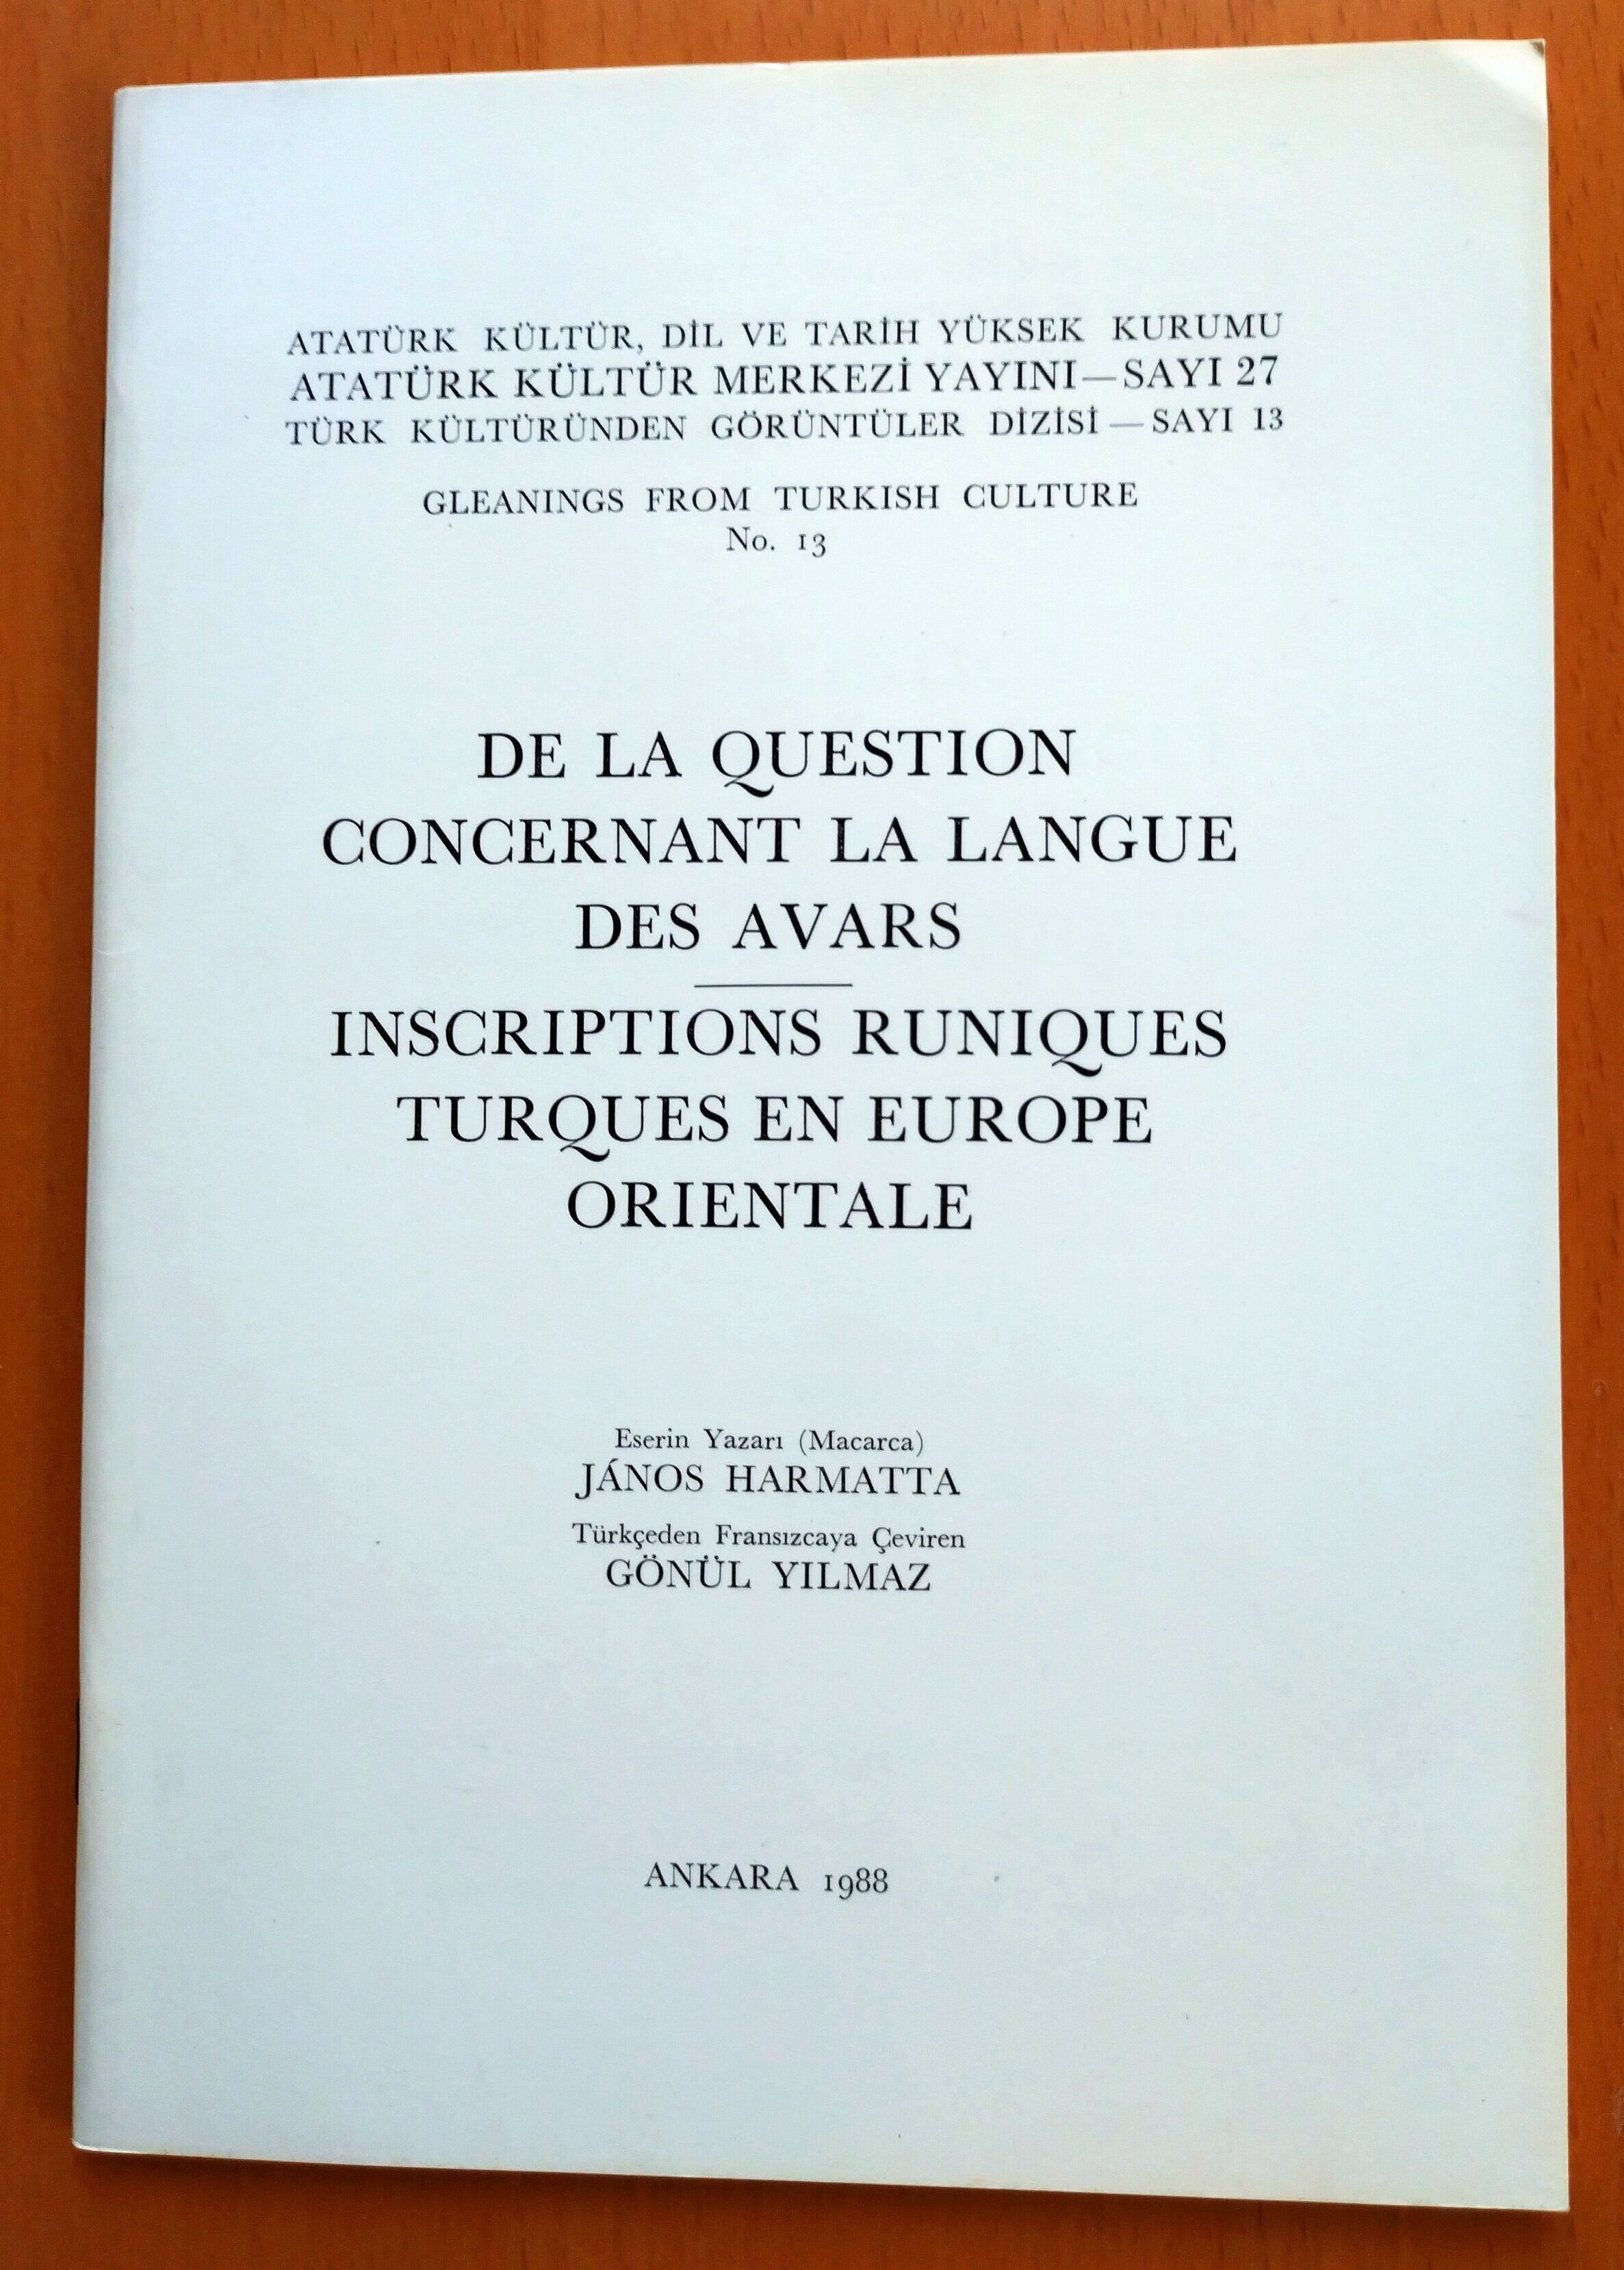 ATATÜRK KÜLTÜR, DİL VE TARİH YÜKSEK KURUMU
ATATÜRK KÜLTÜR MERKEZİ YAYINI—SAYI 27
TÜRK KÜLTÜRÜNDEN GÖRÜNTÜLER DİZİSİ — SAYI 13
GLEANINGS FROM TURKISH CULTURE
No. 13
DE LA QUESTION
CONCERNANT LA LANGUE
DES AVARS
INSCRIPTIONS RUNIQUES
TURQUES EN EUROPE
ORIENTALE
Eserin Yazarı (Macarca)
JÁNOS HARMATTA
Türkçeden Fransızcaya Çeviren
GÖNÜL YILMAZ
ANKARA 1988